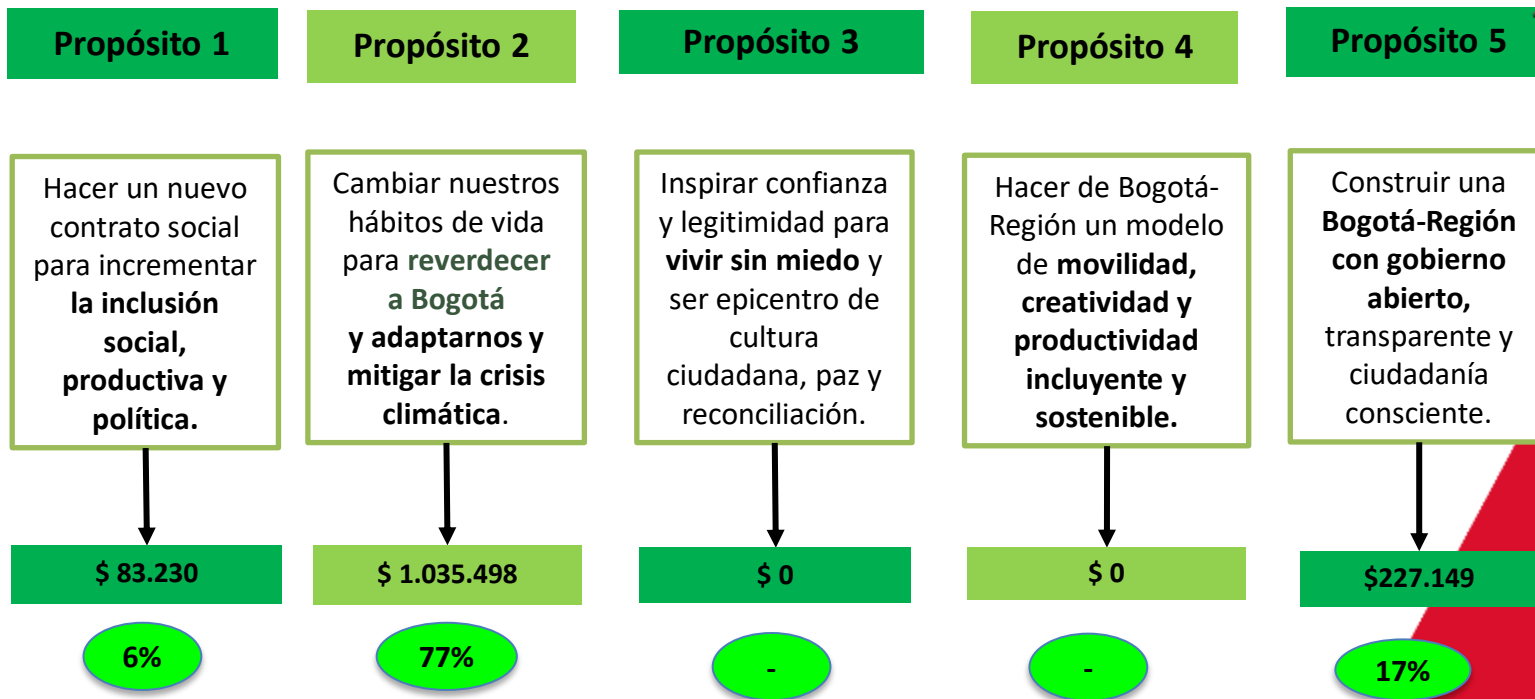 Propósito 1
Propósito 2
Propósito 3
Propósito 4
Propósito 5
Hacer un nuevo
contrato social
para incrementar
la inclusión
social,
productiva y
política.
Cambiar nuestros
hábitos de vida
para reverdecer
a Bogotá
y adaptarnos y
mitigar la crisis
climática.
Inspirar confianza
y legitimidad para
vivir sin miedo y
ser epicentro de
cultura
ciudadana, paz y
reconciliación.
Hacer de Bogotá-
Región un modelo
de movilidad,
creatividad y
productividad
incluyente y
sostenible.
Construir una
Bogotá-Región
con gobierno
abierto,
transparente y
ciudadanía
consciente.
$ 83.230
$ 1.035.498
$ 0
$ 0
$227.149
6%
77%
-
-
17%